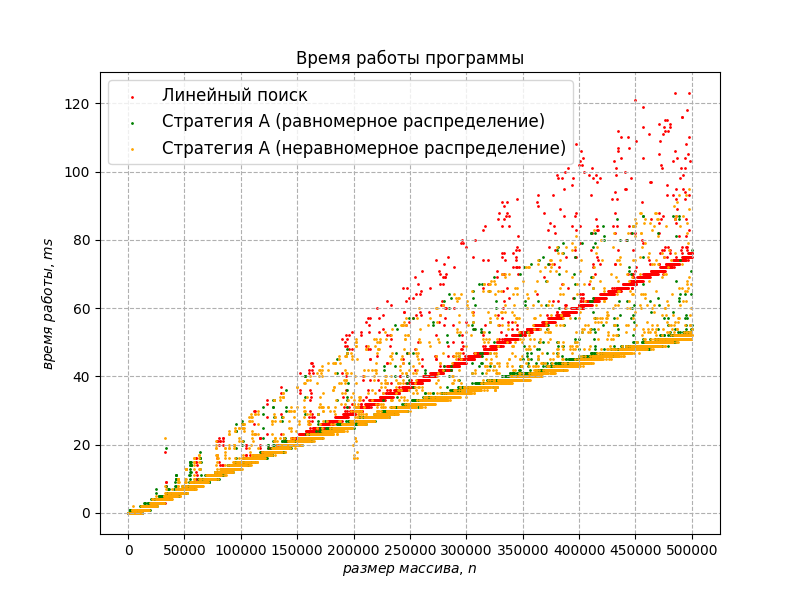 Время работы программы
Линейный поиск
Стратегия А (равномерное распределение)
Стратегия А (неравномерное распределение)
120
100
80
60
40
20
0
время работы, ms
0 50000 100000 150000 200000 250000 300000 350000 400000 450000 500000
размер массива, n